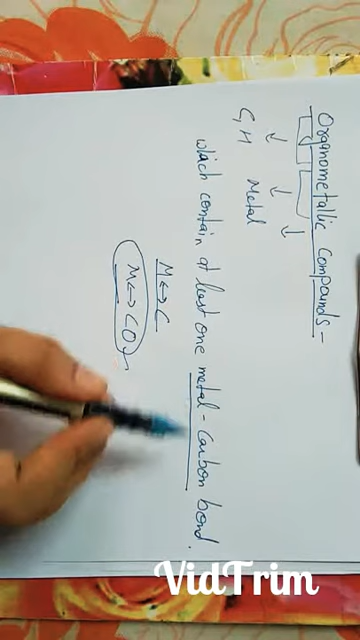 Organometallic Compounds-
↓ ↓ ↓
C,H Metal
which contain at least one metal-Carbon bond.
M↔C
M↔CO
VidTrim